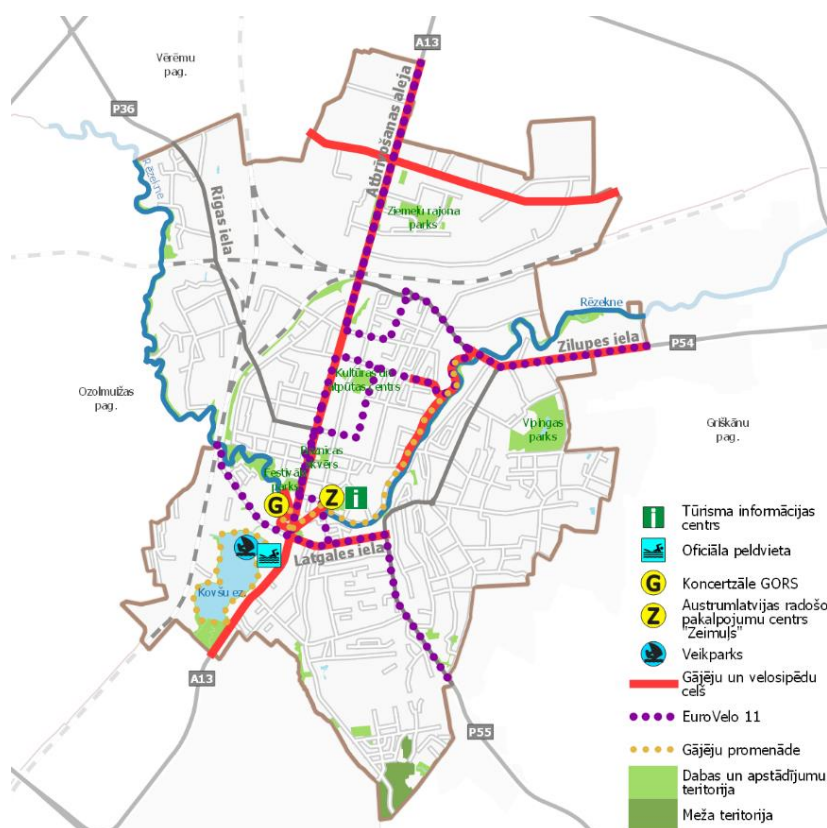 A13
Vērēmu
pag.
P36
Atbrīvošanas aleja
Rēzekne
Rīgas iela
Ziemeļu rajona
parks
Rēzekne
Zilupes iela
P54
Ozolmuižas
pag.
Kultūras un
atpūtas centrs
Griškānu
pag.
parks
skvērs
Festivāla
parks
G
Z
i
Latgales iela
Kovšu ez.
A13
P55
i Tūrisma informācijas
centrs
Oficiāla peldvieta
G Koncertzāle GORS
Z Austrumlatvijas radošo
pakalpojumu centrs
"Zeimuļs"
Veikparks
Gājēju un velosipēdu
ceļš
EuroVelo 11
Gājēju promenāde
Dabas un apstādījumu
teritorija
Meža teritorija